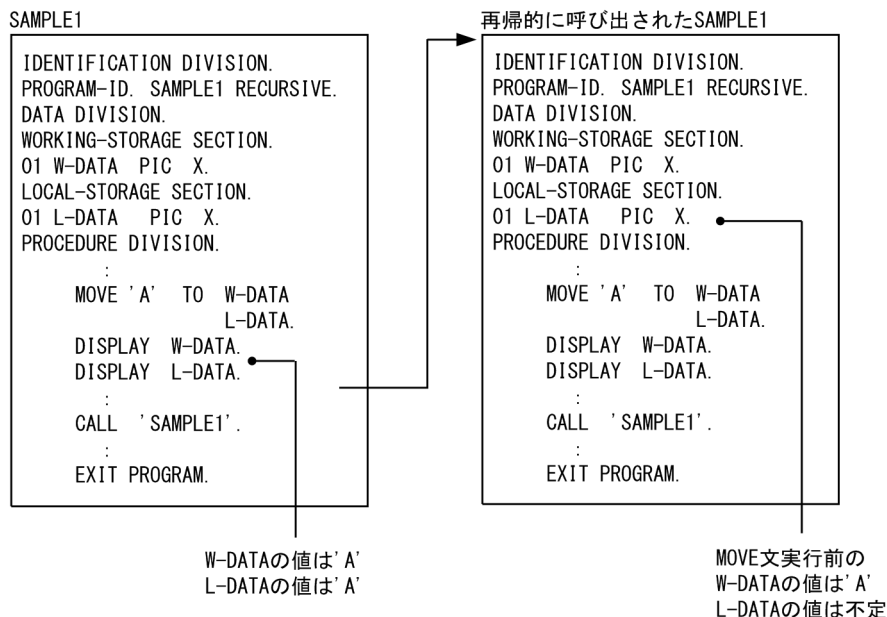 SAMPLE1
IDENTIFICATION DIVISION.
PROGRAM-ID. SAMPLE1 RECURSIVE.
DATA DIVISION.
WORKING-STORAGE SECTION.
01 W-DATA PIC X.
LOCAL-STORAGE SECTION.
01 L-DATA PIC X.
PROCEDURE DIVISION.
:
MOVE 'A' TO W-DATA
L-DATA.
DISPLAY W-DATA.
DISPLAY L-DATA.
:
CALL 'SAMPLE1'.
:
EXIT PROGRAM.
W-DATAの値は'A'
L-DATAの値は'A'
再帰的に呼び出されたSAMPLE1
IDENTIFICATION DIVISION.
PROGRAM-ID. SAMPLE1 RECURSIVE.
DATA DIVISION.
WORKING-STORAGE SECTION.
01 W-DATA PIC X.
LOCAL-STORAGE SECTION.
01 L-DATA PIC X.
PROCEDURE DIVISION.
:
MOVE 'A' TO W-DATA
L-DATA.
DISPLAY W-DATA.
DISPLAY L-DATA.
:
CALL 'SAMPLE1'.
:
EXIT PROGRAM.
MOVE文実行前の
W-DATAの値は'A'
L-DATAの値は不定